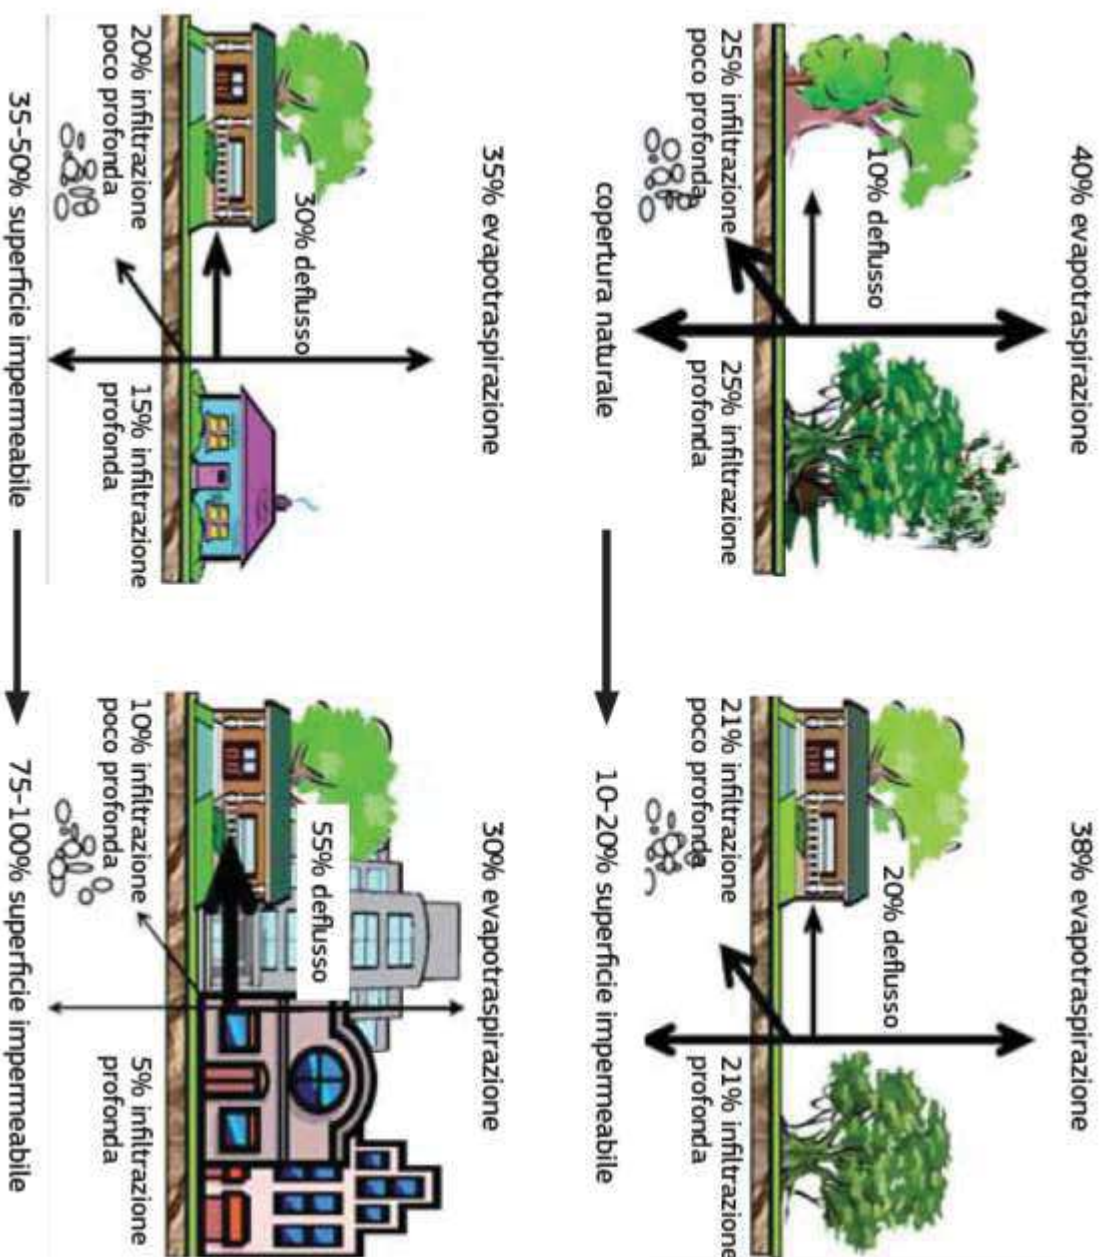 40% evapotraspirazione
10% deflusso
25% infiltrazione
poco profonda
25% infiltrazione
profonda
copertura naturale
38% evapotraspirazione
20% deflusso
21% infiltrazione
poco profonda
21% infiltrazione
profonda
10-20% superficie impermeabile
35% evapotraspirazione
30% deflusso
20% infiltrazione
poco profonda
15% infiltrazione
profonda
35-50% superficie impermeabile
30% evapotraspirazione
55% deflusso
10% infiltrazione
poco profonda
5% infiltrazione
profonda
75-100% superficie impermeabile